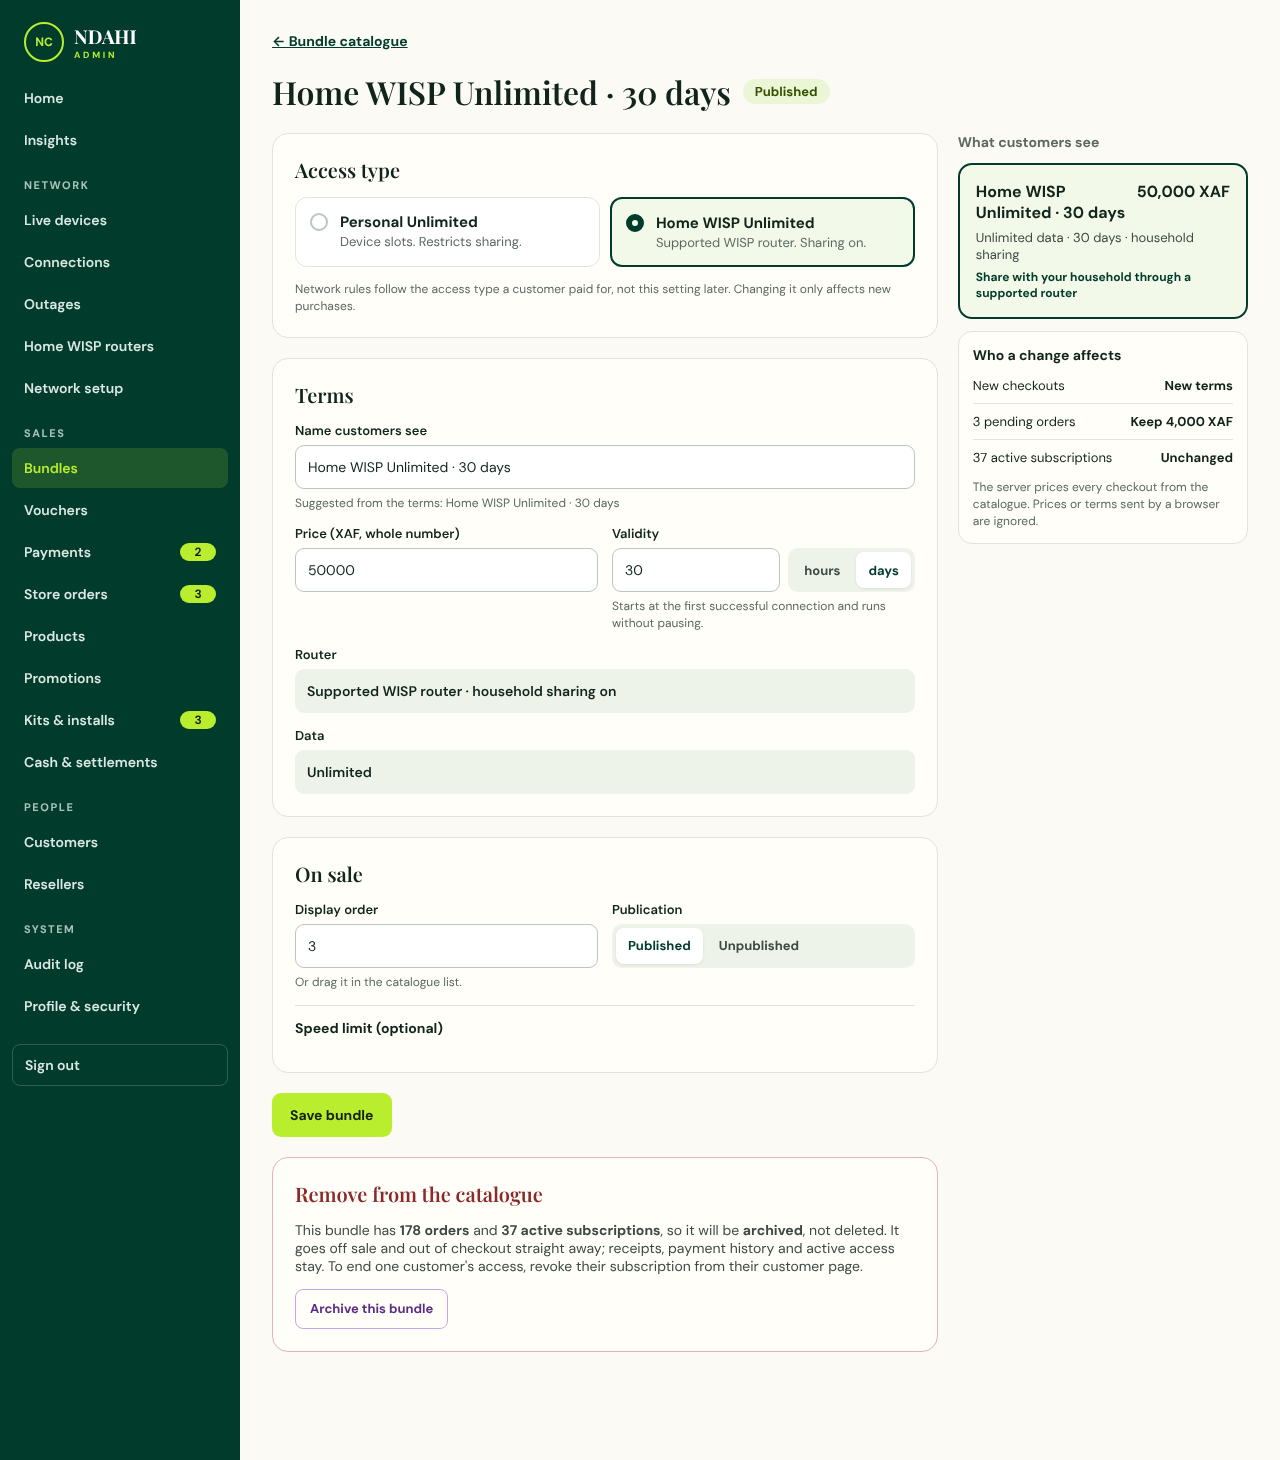 NC
NDAHI
ADMIN
Home
Insights
NETWORK
Live devices
Connections
Outages
Home WISP routers
Network setup
SALES
Bundles
Vouchers
Payments 2
Store orders 3
Products
Promotions
Kits & installs 3
Cash & settlements
PEOPLE
Customers
Resellers
SYSTEM
Audit log
Profile & security
Sign out
← Bundle catalogue
Home WISP Unlimited · 30 days Published
Access type
Personal Unlimited
Device slots. Restricts sharing.
Home WISP Unlimited
Supported WISP router. Sharing on.
Network rules follow the access type a customer paid for, not this setting later. Changing it only affects new
purchases.
Terms
Name customers see
Home WISP Unlimited · 30 days
Suggested from the terms: Home WISP Unlimited · 30 days
Price (XAF, whole number)
50000
Validity
30 hours days
Starts at the first successful connection and runs
without pausing.
Router
Supported WISP router · household sharing on
Data
Unlimited
On sale
Display order
3
Or drag it in the catalogue list.
Publication
Published Unpublished
Speed limit (optional)
Save bundle
Remove from the catalogue
This bundle has 178 orders and 37 active subscriptions, so it will be archived, not deleted. It
goes off sale and out of checkout straight away; receipts, payment history and active access
stay. To end one customer's access, revoke their subscription from their customer page.
Archive this bundle
What customers see
Home WISP 50,000 XAF
Unlimited · 30 days
Unlimited data · 30 days · household
sharing
Share with your household through a
supported router
Who a change affects
New checkouts New terms
3 pending orders Keep 4,000 XAF
37 active subscriptions Unchanged
The server prices every checkout from the
catalogue. Prices or terms sent by a browser
are ignored.